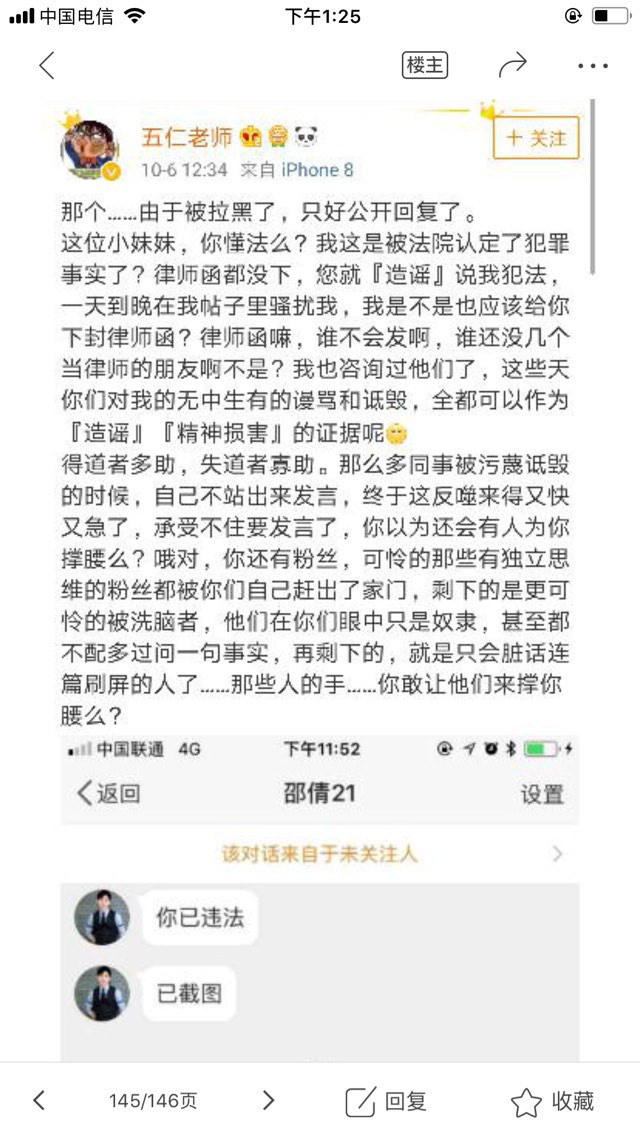 中国电信
下午1:25
楼主
五仁老师
10-6 12:34 来自 iPhone 8
+ 关注
那个……由于被拉黑了，只好公开回复了。
这位小妹妹，你懂法么？我这是被法院认定了犯罪
事实了？律师函都没下，您就『造谣』说我犯法，
一天到晚在我帖子里骚扰我，我是不是也应该给你
下封律师函？律师函嘛，谁不会发啊，谁还没几个
当律师的朋友啊不是？我也咨询过他们了，这些天
你们对我的无中生有的谩骂和诋毁，全都可以作为
『造谣』『精神损害』的证据呢
得道者多助，失道者寡助。那么多同事被污蔑诋毁
的时候，自己不站出来发言，终于这反噬来得又快
又急了，承受不住要发言了，你以为还会有人为你
撑腰么？哦对，你还有粉丝，可怜的那些有独立思
维的粉丝都被你们自己赶出了家门，剩下的是更可
怜的被洗脑者，他们在你们眼中只是奴隶，甚至都
不配多过问一句事实，再剩下的，就是只会脏话连
篇刷屏的人了……那些人的手……你敢让他们来撑你
腰么？
中国联通 4G
下午11:52
返回
邵倩21
设置
该对话来自于未关注人
你已违法
已截图
145/146页
回复
收藏